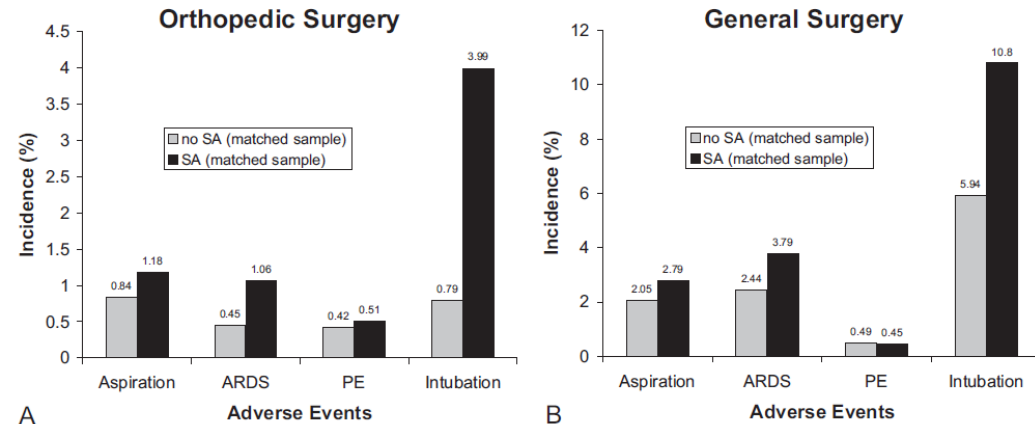 Orthopedic Surgery
4.5
4
3.5
3
2.5
2
1.5
1
0.5
0
Incidence (%)
no SA (matched sample)
SA (matched sample)
0.84
1.18
0.45
1.06
0.42
0.51
0.79
3.99
Aspiration ARDS PE Intubation
Adverse Events
A
General Surgery
12
10
8
6
4
2
0
Incidence (%)
no SA (matched sample)
SA (matched sample)
2.05
2.79
2.44
3.79
0.49
0.45
5.94
10.8
Aspiration ARDS PE Intubation
Adverse Events
B